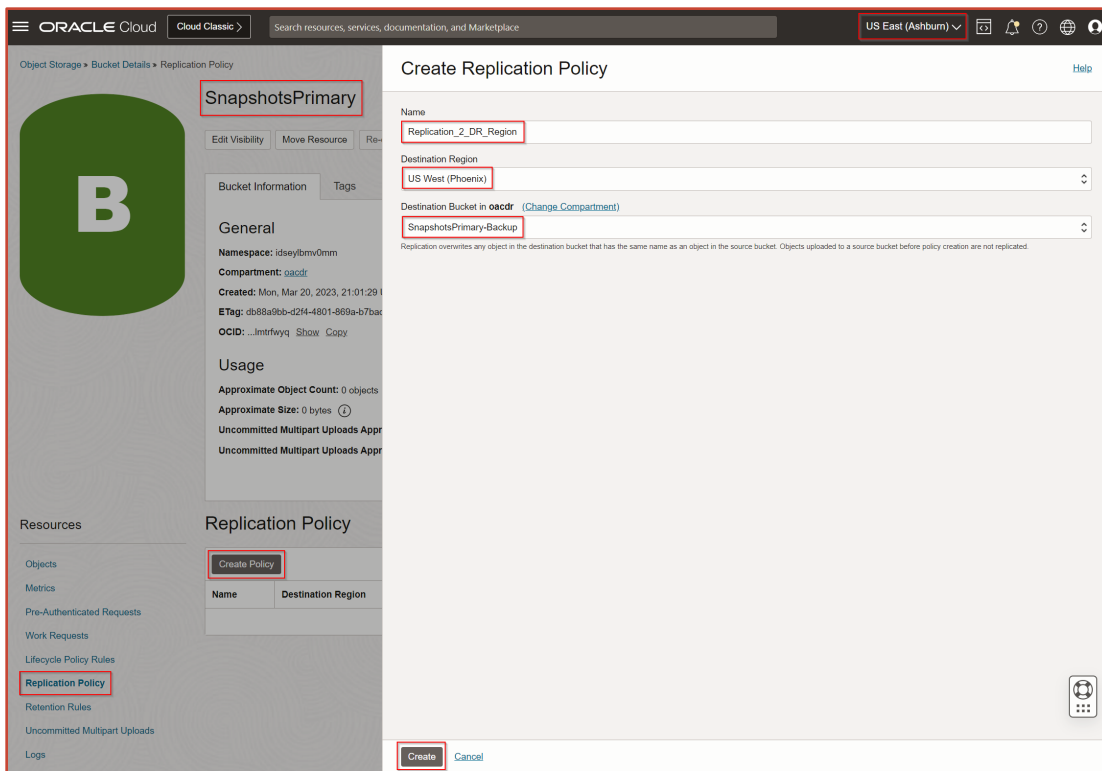 ORACLE Cloud
Cloud Classic >
Search resources, services, documentation, and Marketplace
US East (Ashburn)
Object Storage » Bucket Details » Replication Policy
B
SnapshotsPrimary
Edit Visibility
Move Resource
Bucket Information
Tags
General
Namespace: idseylbmv0mm
Compartment: oacdr
Created: Mon, Mar 20, 2023, 21:01:29
ETag: db88a9bb-d2f4-4801-869a-b7bac
OCID: ...lmtrfwyq Show Copy
Usage
Approximate Object Count: 0 objects
Approximate Size: 0 bytes
Uncommitted Multipart Uploads Appr
Uncommitted Multipart Uploads Appr
Resources
Objects
Metrics
Pre-Authenticated Requests
Work Requests
Lifecycle Policy Rules
Replication Policy
Retention Rules
Uncommitted Multipart Uploads
Logs
Replication Policy
Create Policy
Name
Destination Region
Create Replication Policy
Help
Name
Replication_2_DR_Region
Destination Region
US West (Phoenix)
Destination Bucket in oacdr (Change Compartment)
SnapshotsPrimary-Backup
Replication overwrites any object in the destination bucket that has the same name as an object in the source bucket. Objects uploaded to a source bucket before policy creation are not replicated.
Create
Cancel